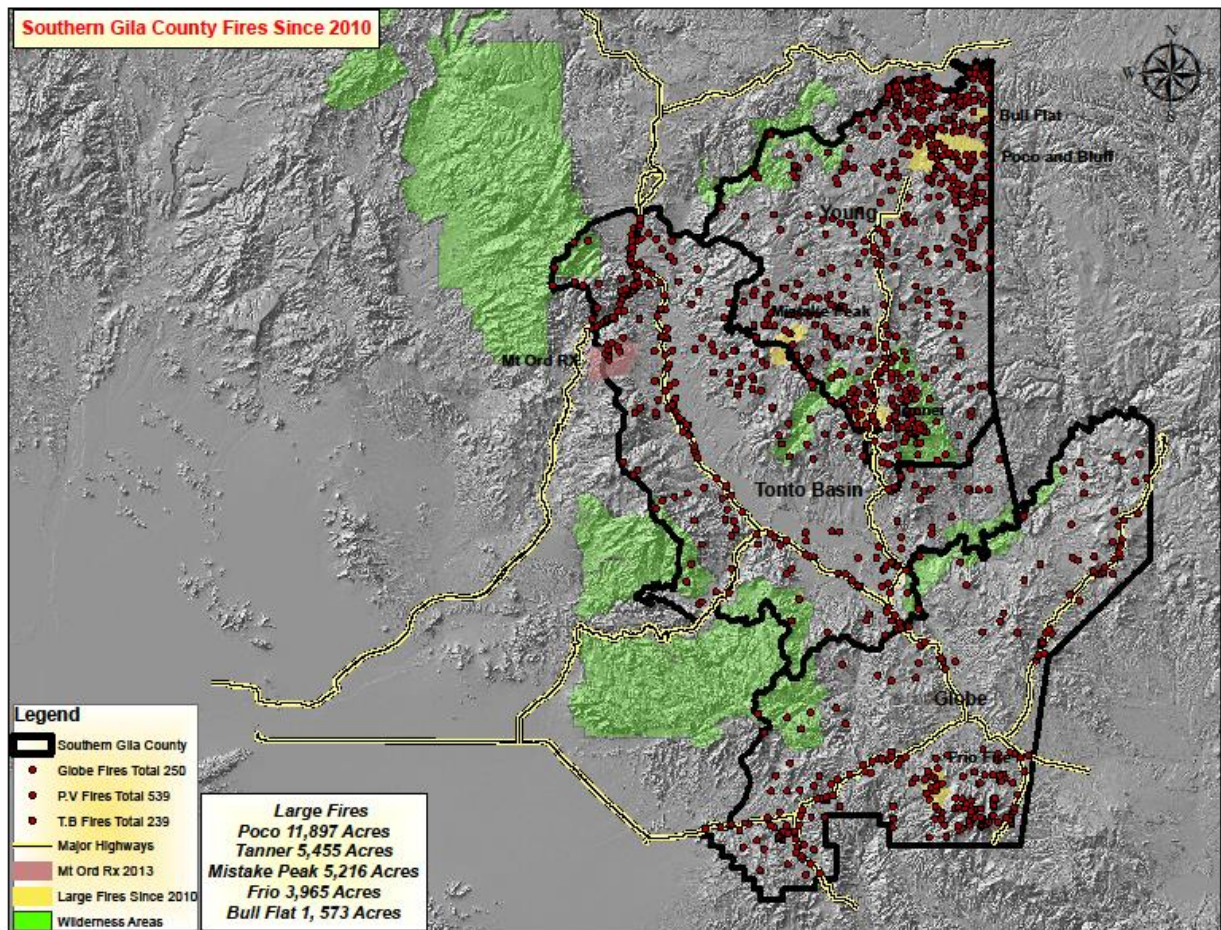 Southern Gila County Fires Since 2010
N
W
E
S
Bull Flat
Poco and Bluff
Young
Mistake Peak
Mt Ord RX
Tanner
Tonto Basin
Globe
Frio Fire
Legend
Southern Gila County
Globe Fires Total 250
P.V Fires Total 539
T.B Fires Total 239
Major Highways
Mt Ord Rx 2013
Large Fires Since 2010
Wilderness Areas
Large Fires
Poco 11,897 Acres
Tanner 5,455 Acres
Mistake Peak 5,216 Acres
Frio 3,965 Acres
Bull Flat 1, 573 Acres